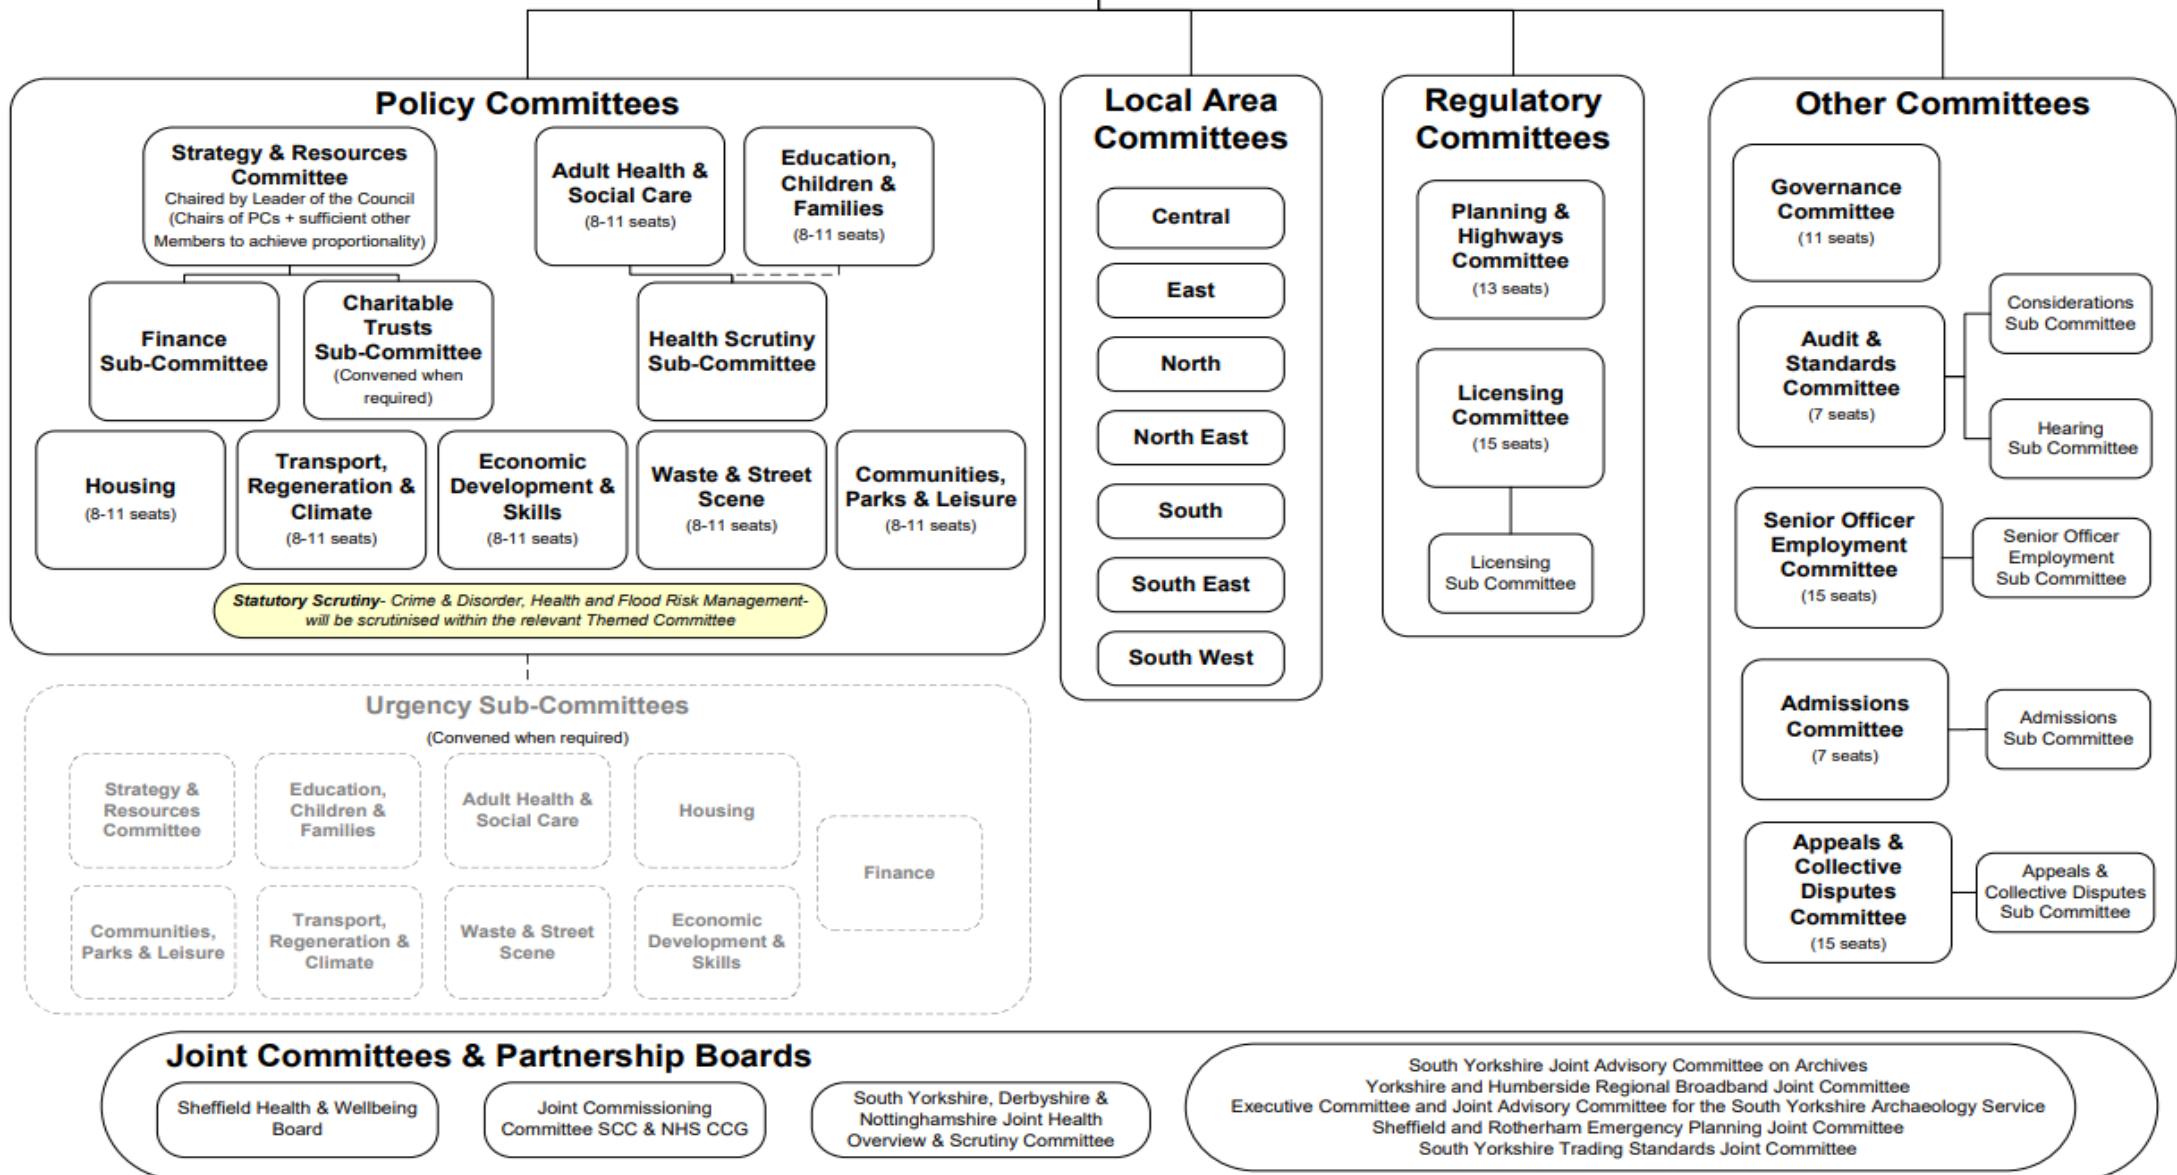 Policy Committees
Strategy & Resources
Committee
Chaired by Leader of the Council
(Chairs of PCs + sufficient other
Members to achieve proportionality)
Adult Health &
Social Care
(8-11 seats)
Education,
Children &
Families
(8-11 seats)
Finance
Sub-Committee
Charitable
Trusts
Sub-Committee
(Convened when
required)
Health Scrutiny
Sub-Committee
Housing
(8-11 seats)
Transport,
Regeneration &
Climate
(8-11 seats)
Economic
Development &
Skills
(8-11 seats)
Waste & Street
Scene
(8-11 seats)
Communities,
Parks & Leisure
(8-11 seats)
Statutory Scrutiny- Crime & Disorder, Health and Flood Risk Management-
will be scrutinised within the relevant Themed Committee
Urgency Sub-Committees
(Convened when required)
Strategy &
Resources
Committee
Education,
Children &
Families
Adult Health &
Social Care
Housing
Finance
Communities,
Parks & Leisure
Transport,
Regeneration &
Climate
Waste & Street
Scene
Economic
Development &
Skills
Local Area
Committees
Central
East
North
North East
South
South East
South West
Regulatory
Committees
Planning &
Highways
Committee
(13 seats)
Licensing
Committee
(15 seats)
Licensing
Sub Committee
Other Committees
Governance
Committee
(11 seats)
Audit &
Standards
Committee
(7 seats)
Considerations
Sub Committee
Hearing
Sub Committee
Senior Officer
Employment
Committee
(15 seats)
Senior Officer
Employment
Sub Committee
Admissions
Committee
(7 seats)
Admissions
Sub Committee
Appeals &
Collective
Disputes
Committee
(15 seats)
Appeals &
Collective Disputes
Sub Committee
Joint Committees & Partnership Boards
Sheffield Health & Wellbeing
Board
Joint Commissioning
Committee SCC & NHS CCG
South Yorkshire, Derbyshire &
Nottinghamshire Joint Health
Overview & Scrutiny Committee
South Yorkshire Joint Advisory Committee on Archives
Yorkshire and Humberside Regional Broadband Joint Committee
Executive Committee and Joint Advisory Committee for the South Yorkshire Archaeology Service
Sheffield and Rotherham Emergency Planning Joint Committee
South Yorkshire Trading Standards Joint Committee